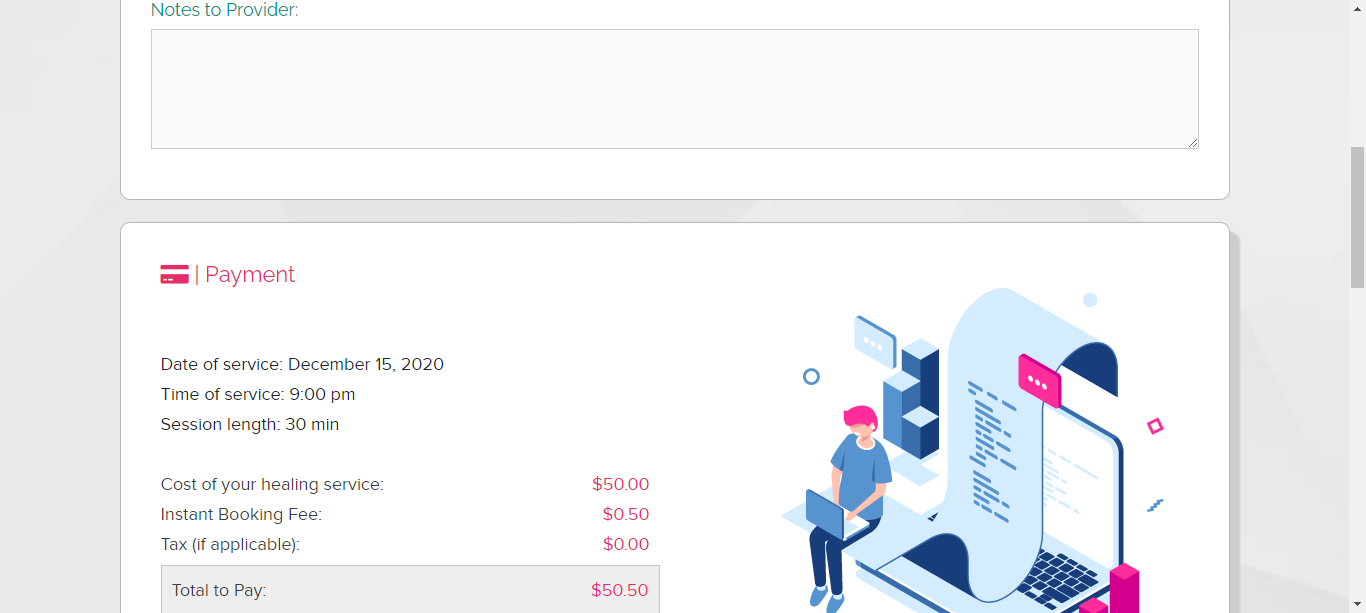 Notes to Provider:
| Payment
Date of service: December 15, 2020
Time of service: 9:00 pm
Session length: 30 min
Cost of your healing service: $50.00
Instant Booking Fee: $0.50
Tax (if applicable): $0.00
Total to Pay: $50.50